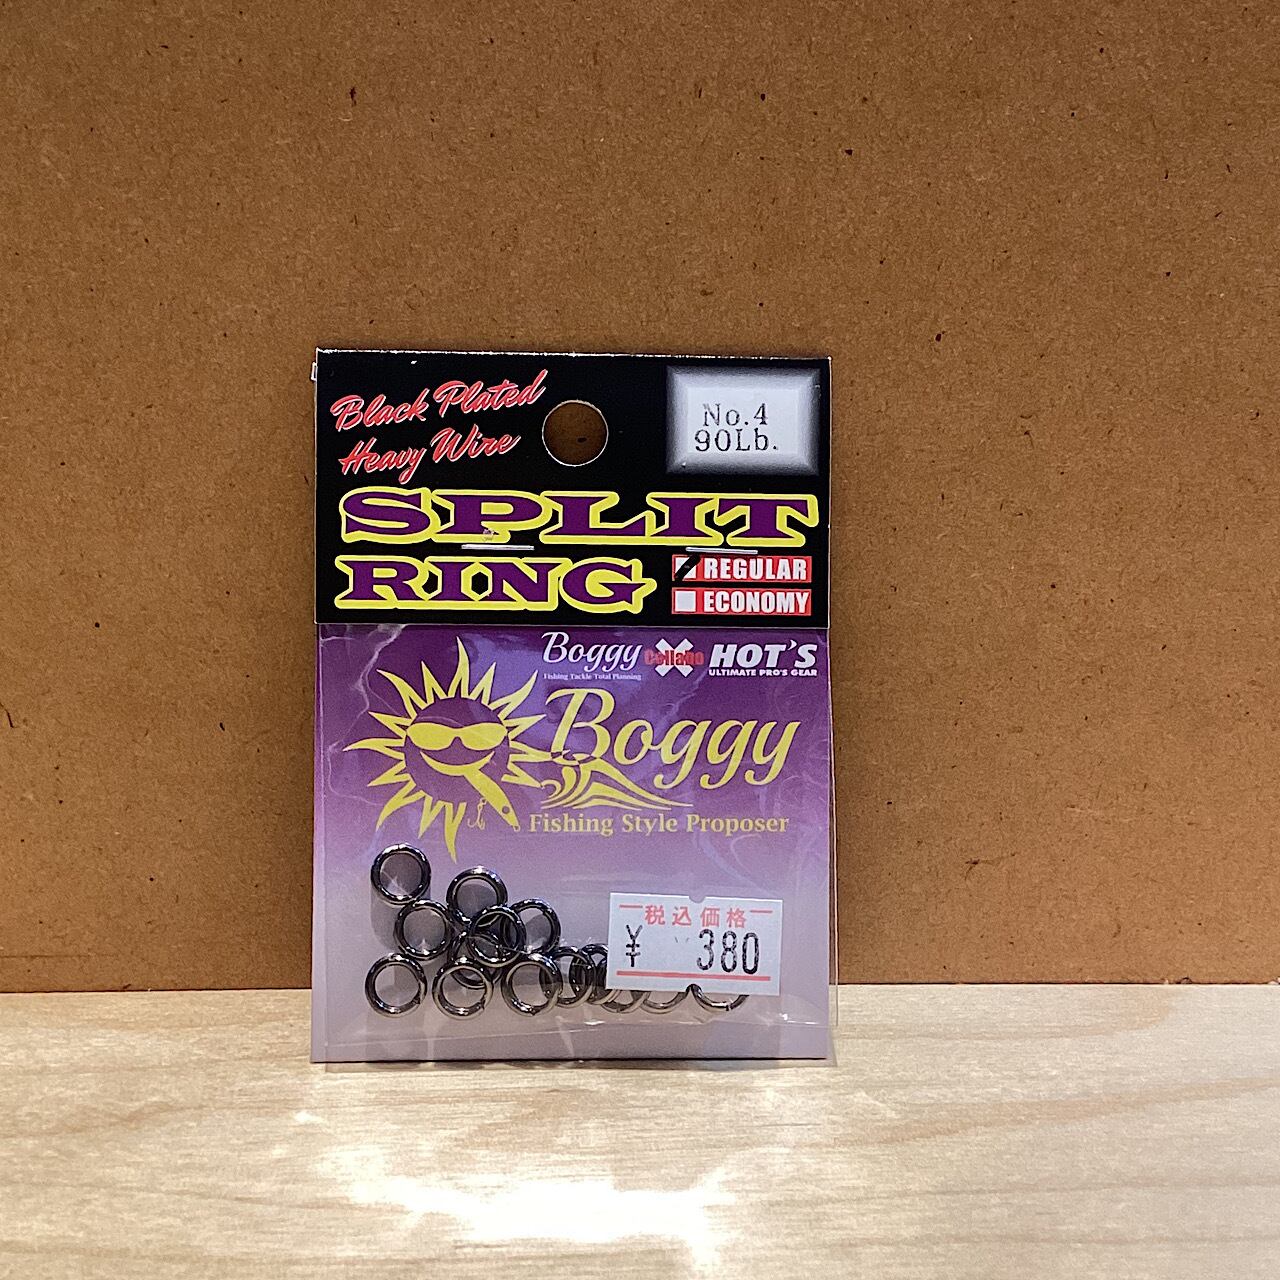 Black Plated
Heavy Wire
No.4
90Lb.
SPLIT
RING
REGULAR
ECONOMY
Boggy Collabo HOT'S
Fishing Tackle Total Planning
ULTIMATE PRO'S GEAR
Boggy
Fishing Style Proposer
税込価格
¥ 380